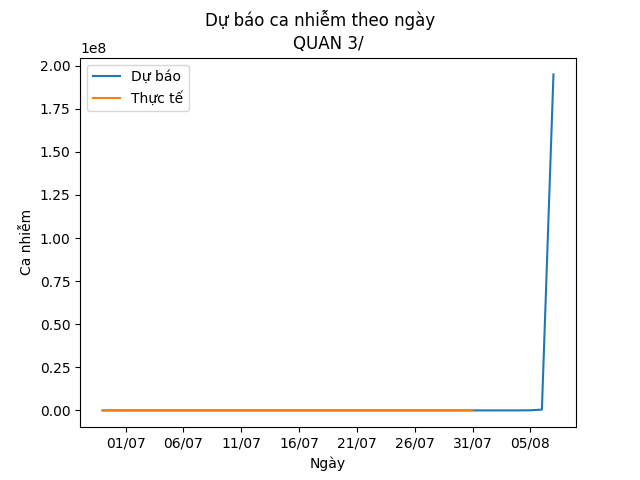 Dự báo ca nhiễm theo ngày
QUAN 3/
1e8
Dự báo
Thực tế
2.00
1.75
1.50
1.25
1.00
0.75
0.50
0.25
0.00
Ca nhiễm
01/07 06/07 11/07 16/07 21/07 26/07 31/07 05/08
Ngày